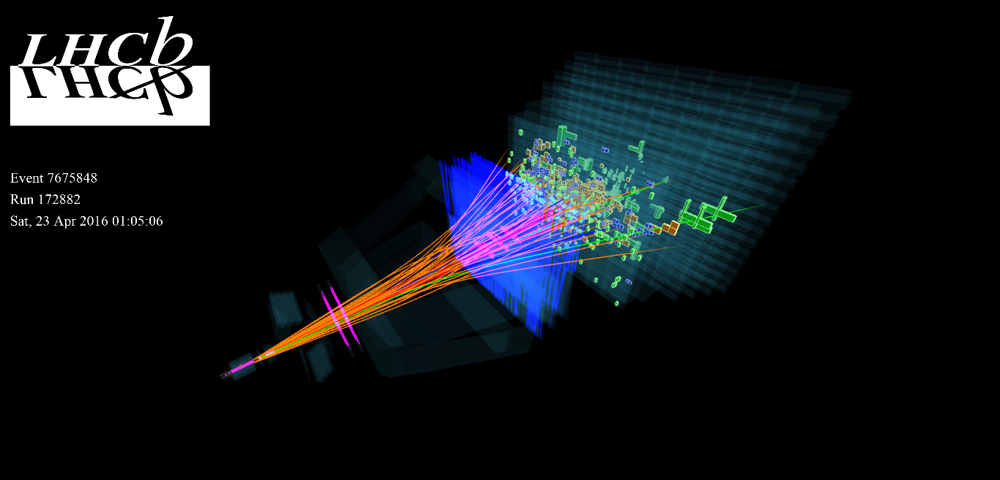 LHCb
Event 7675848
Run 172882
Sat, 23 Apr 2016 01:05:06